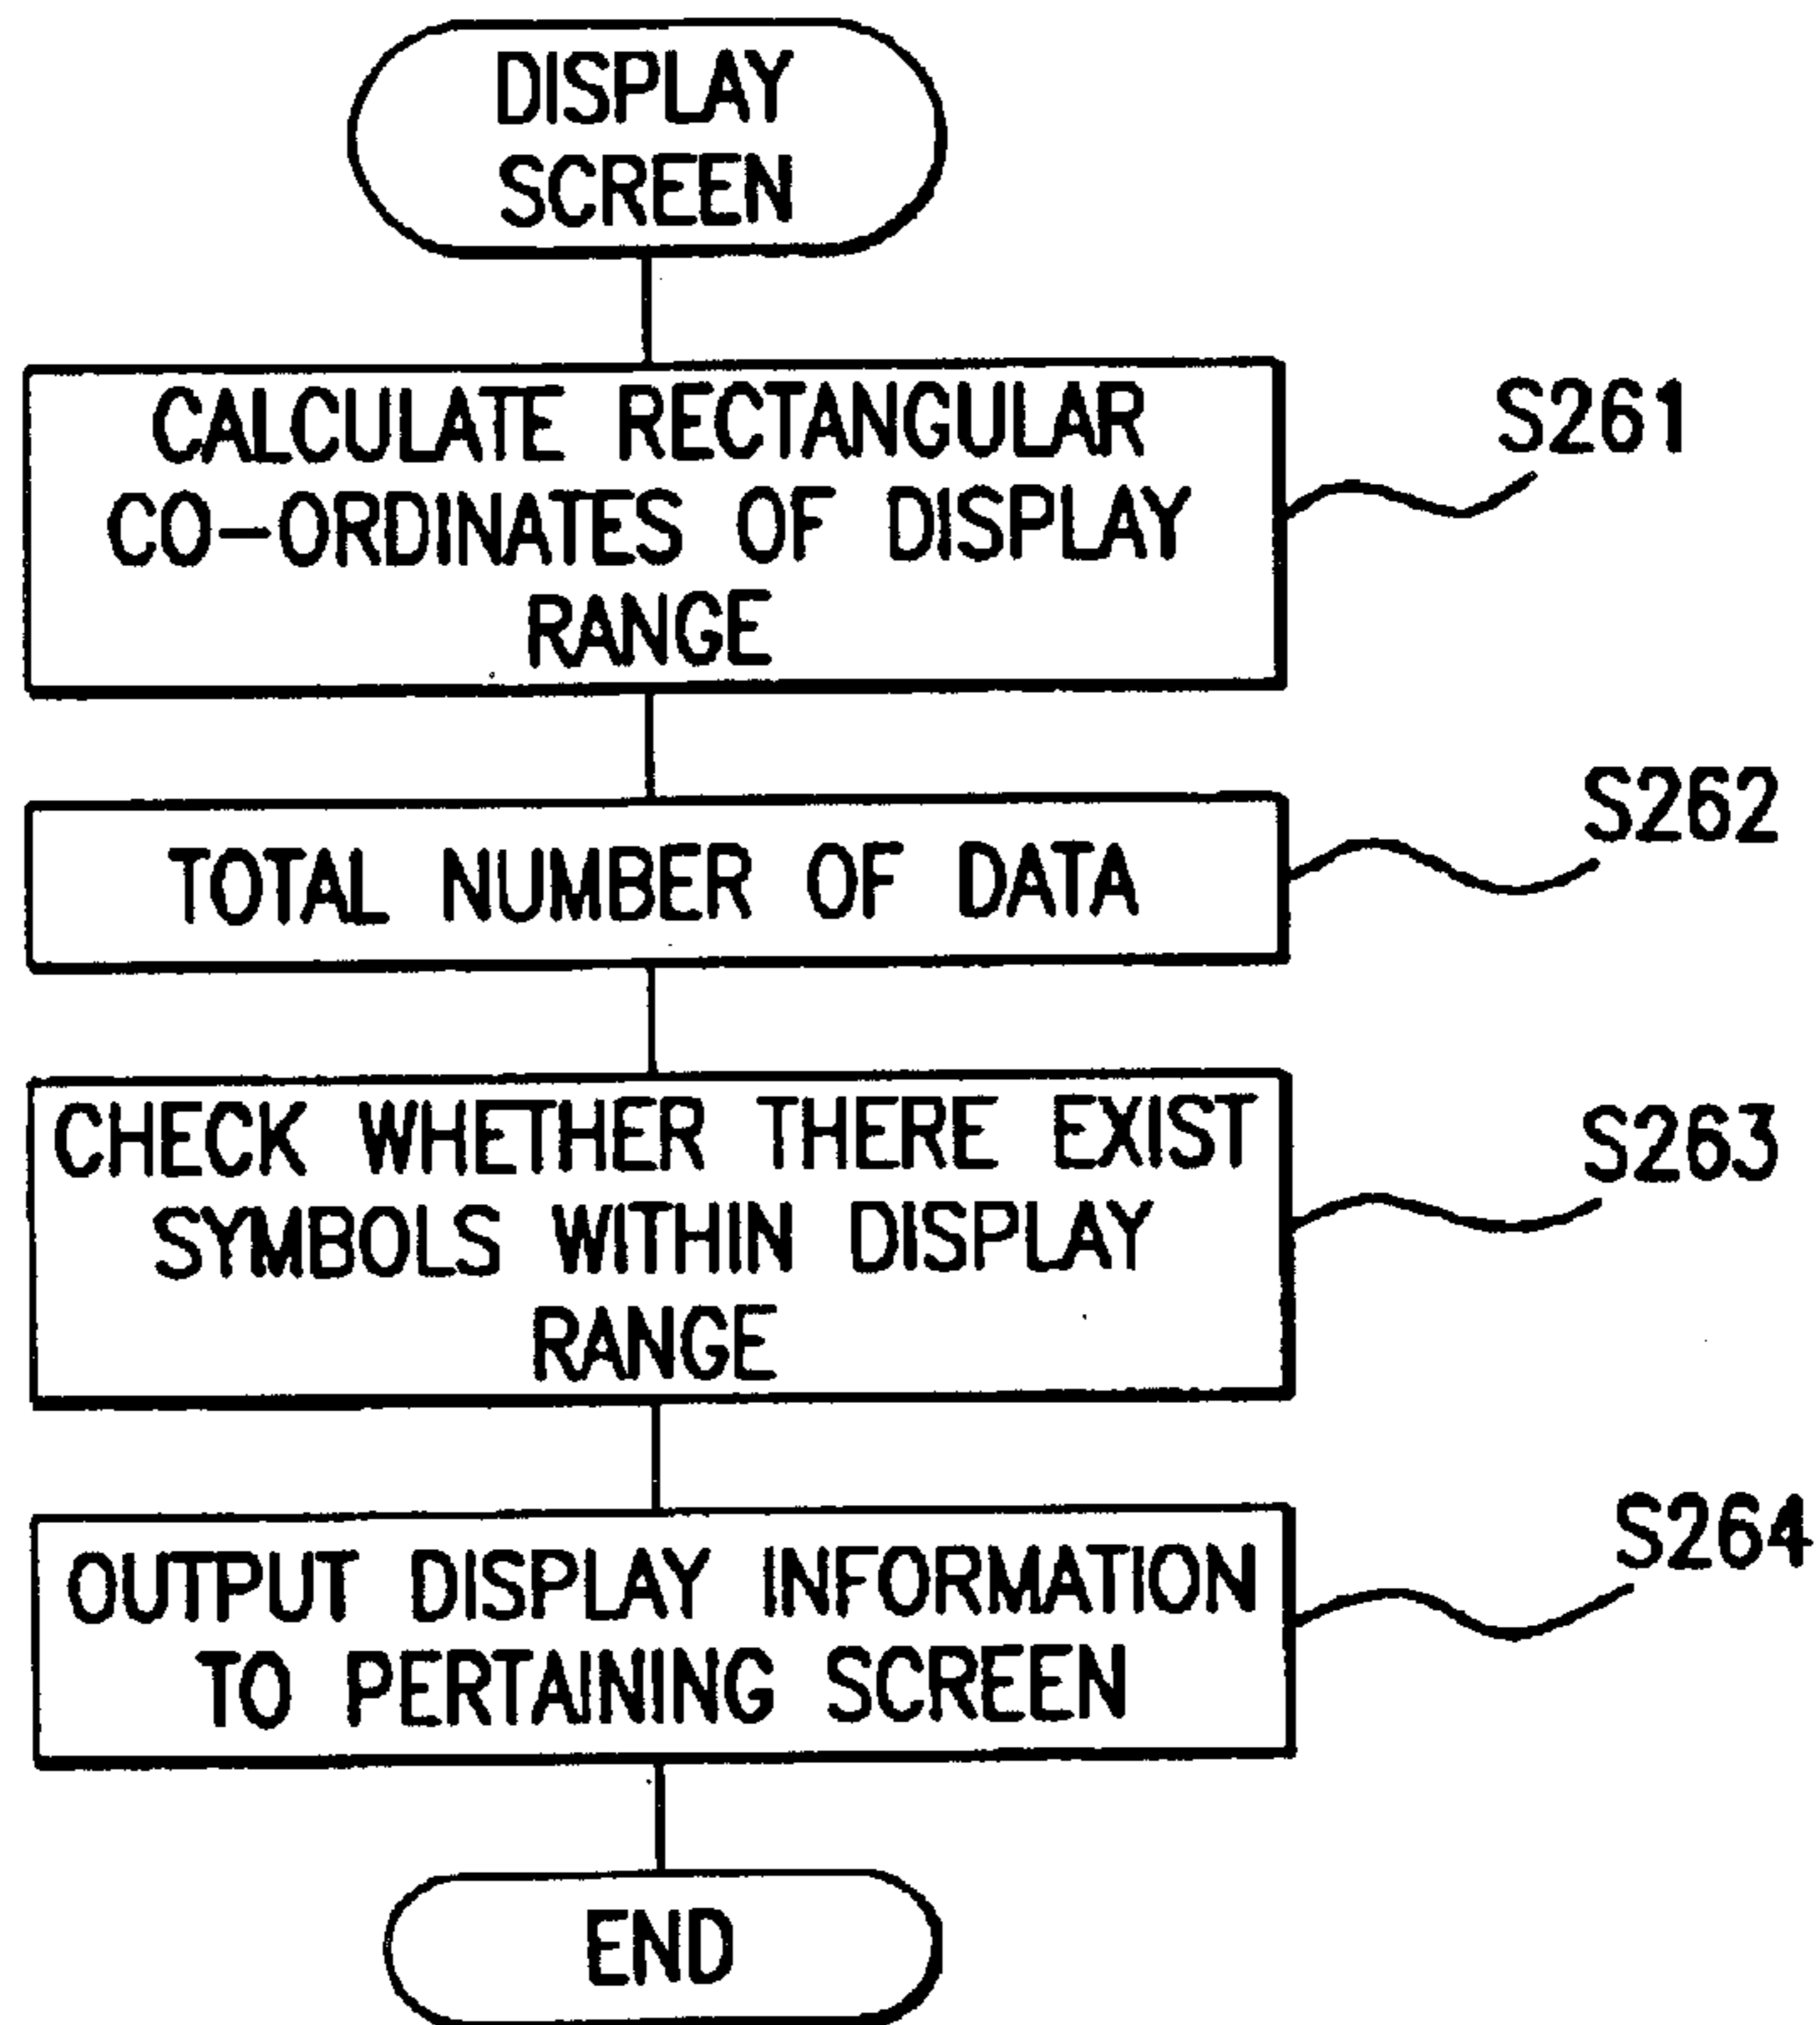 DISPLAY
SCREEN
CALCULATE RECTANGULAR
CO-ORDINATES OF DISPLAY
RANGE
S261
TOTAL NUMBER OF DATA
S262
CHECK WHETHER THERE EXIST
SYMBOLS WITHIN DISPLAY
RANGE
S263
OUTPUT DISPLAY INFORMATION
TO PERTAINING SCREEN
S264
END